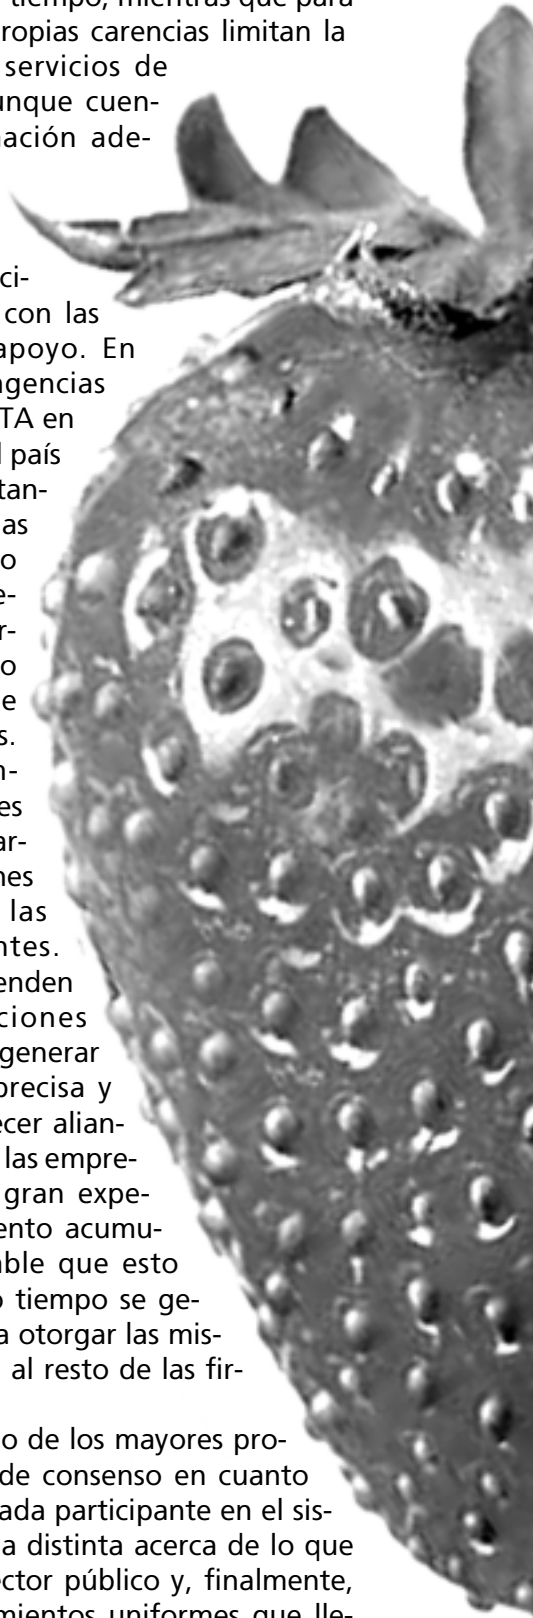 tiempo, mientras que para
ropias carencias limitan la
servicios de
unque cuen-
nación ade-
ci-
con las
apoyo. En
agencias
TA en
l país
tan-
as
o
e-
r-
o
e
s.
n-
es
ar-
nes
las
ntes.
enden
ciones
generar
precisa y
ecer alian-
las empre-
gran expe-
ento acumu-
able que esto
o tiempo se ge-
a otorgar las mis-
al resto de las fir-
o de los mayores pro-
de consenso en cuanto
ada participante en el sis-
a distinta acerca de lo que
ector público y, finalmente,
mientos uniformes que lle-